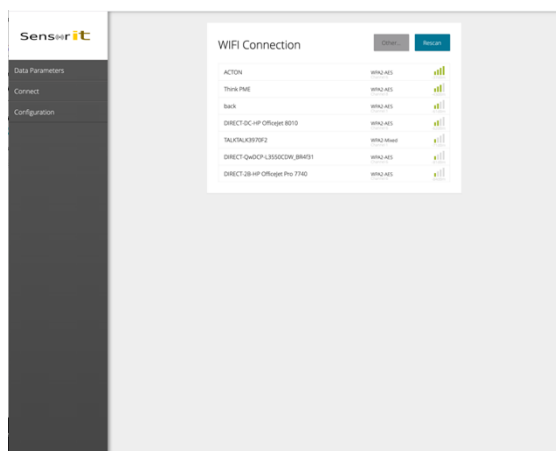 Sensorit
Data Parameters
Connect
Configuration
WIFI Connection
Other...
Rescan
ACTON WPA2-AES
Think PME WPA2-AES
back WPA2-AES
DIRECT-DC-HP OfficeJet 8010 WPA2-AES
TALKTALK3970F2 WPA2-Mixed
DIRECT-QwDCP-L3550CDW_BR4f31 WPA2-AES
DIRECT-2B-HP OfficeJet Pro 7740 WPA2-AES